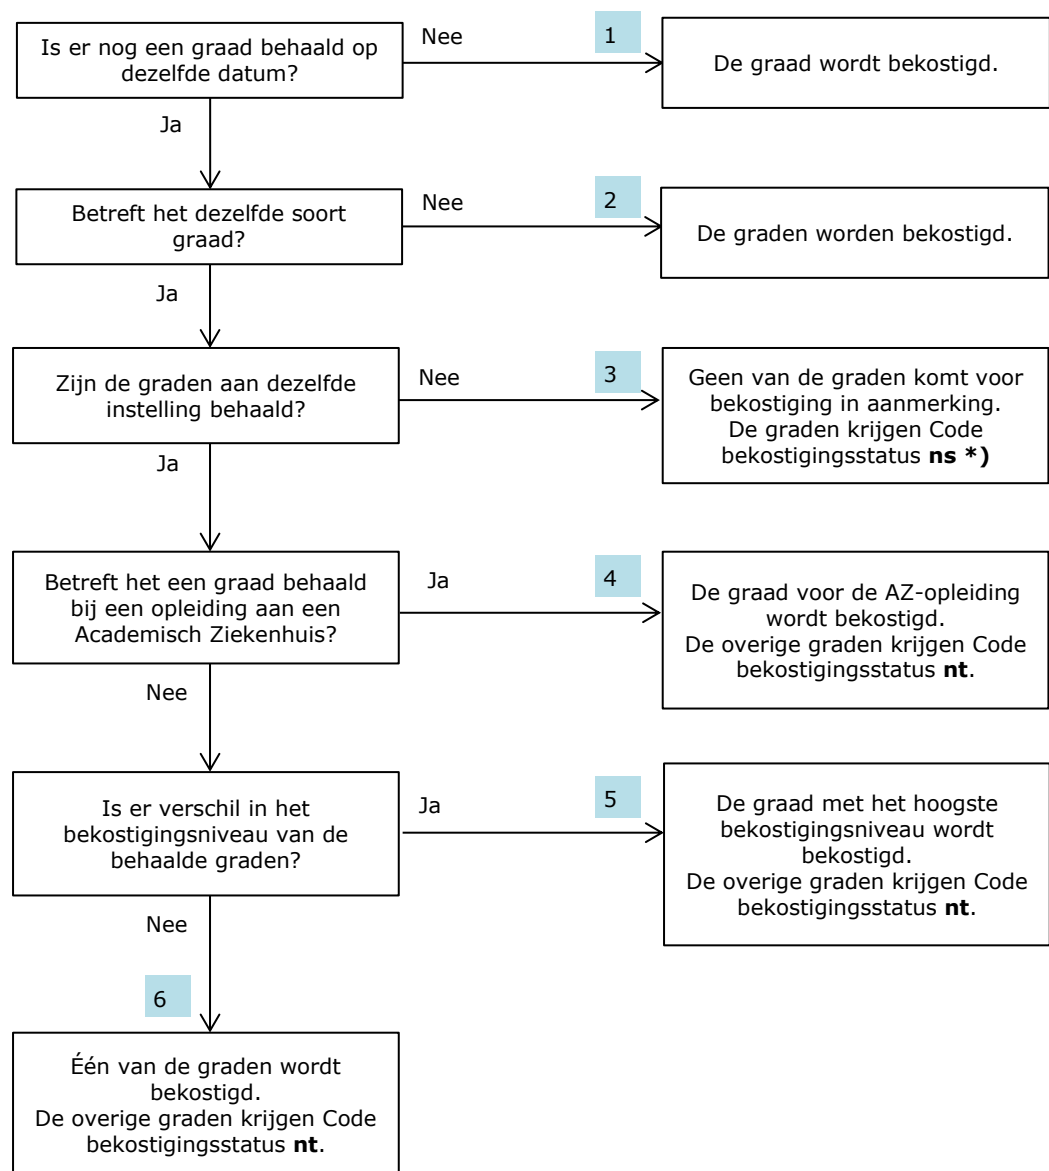 Is er nog een graad behaald op
dezelfde datum?
Nee
1
De graad wordt bekostigd.
Ja
Betreft het dezelfde soort
graad?
Nee
2
De graden worden bekostigd.
Ja
Zijn de graden aan dezelfde
instelling behaald?
Nee
3
Geen van de graden komt voor
bekostiging in aanmerking.
De graden krijgen Code
bekostigingsstatus ns *)
Ja
Betreft het een graad behaald
bij een opleiding aan een
Academisch Ziekenhuis?
Ja
4
De graad voor de AZ-opleiding
wordt bekostigd.
De overige graden krijgen Code
bekostigingsstatus nt.
Nee
Is er verschil in het
bekostigingsniveau van de
behaalde graden?
Ja
5
De graad met het hoogste
bekostigingsniveau wordt
bekostigd.
De overige graden krijgen Code
bekostigingsstatus nt.
Nee
6
Één van de graden wordt
bekostigd.
De overige graden krijgen Code
bekostigingsstatus nt.